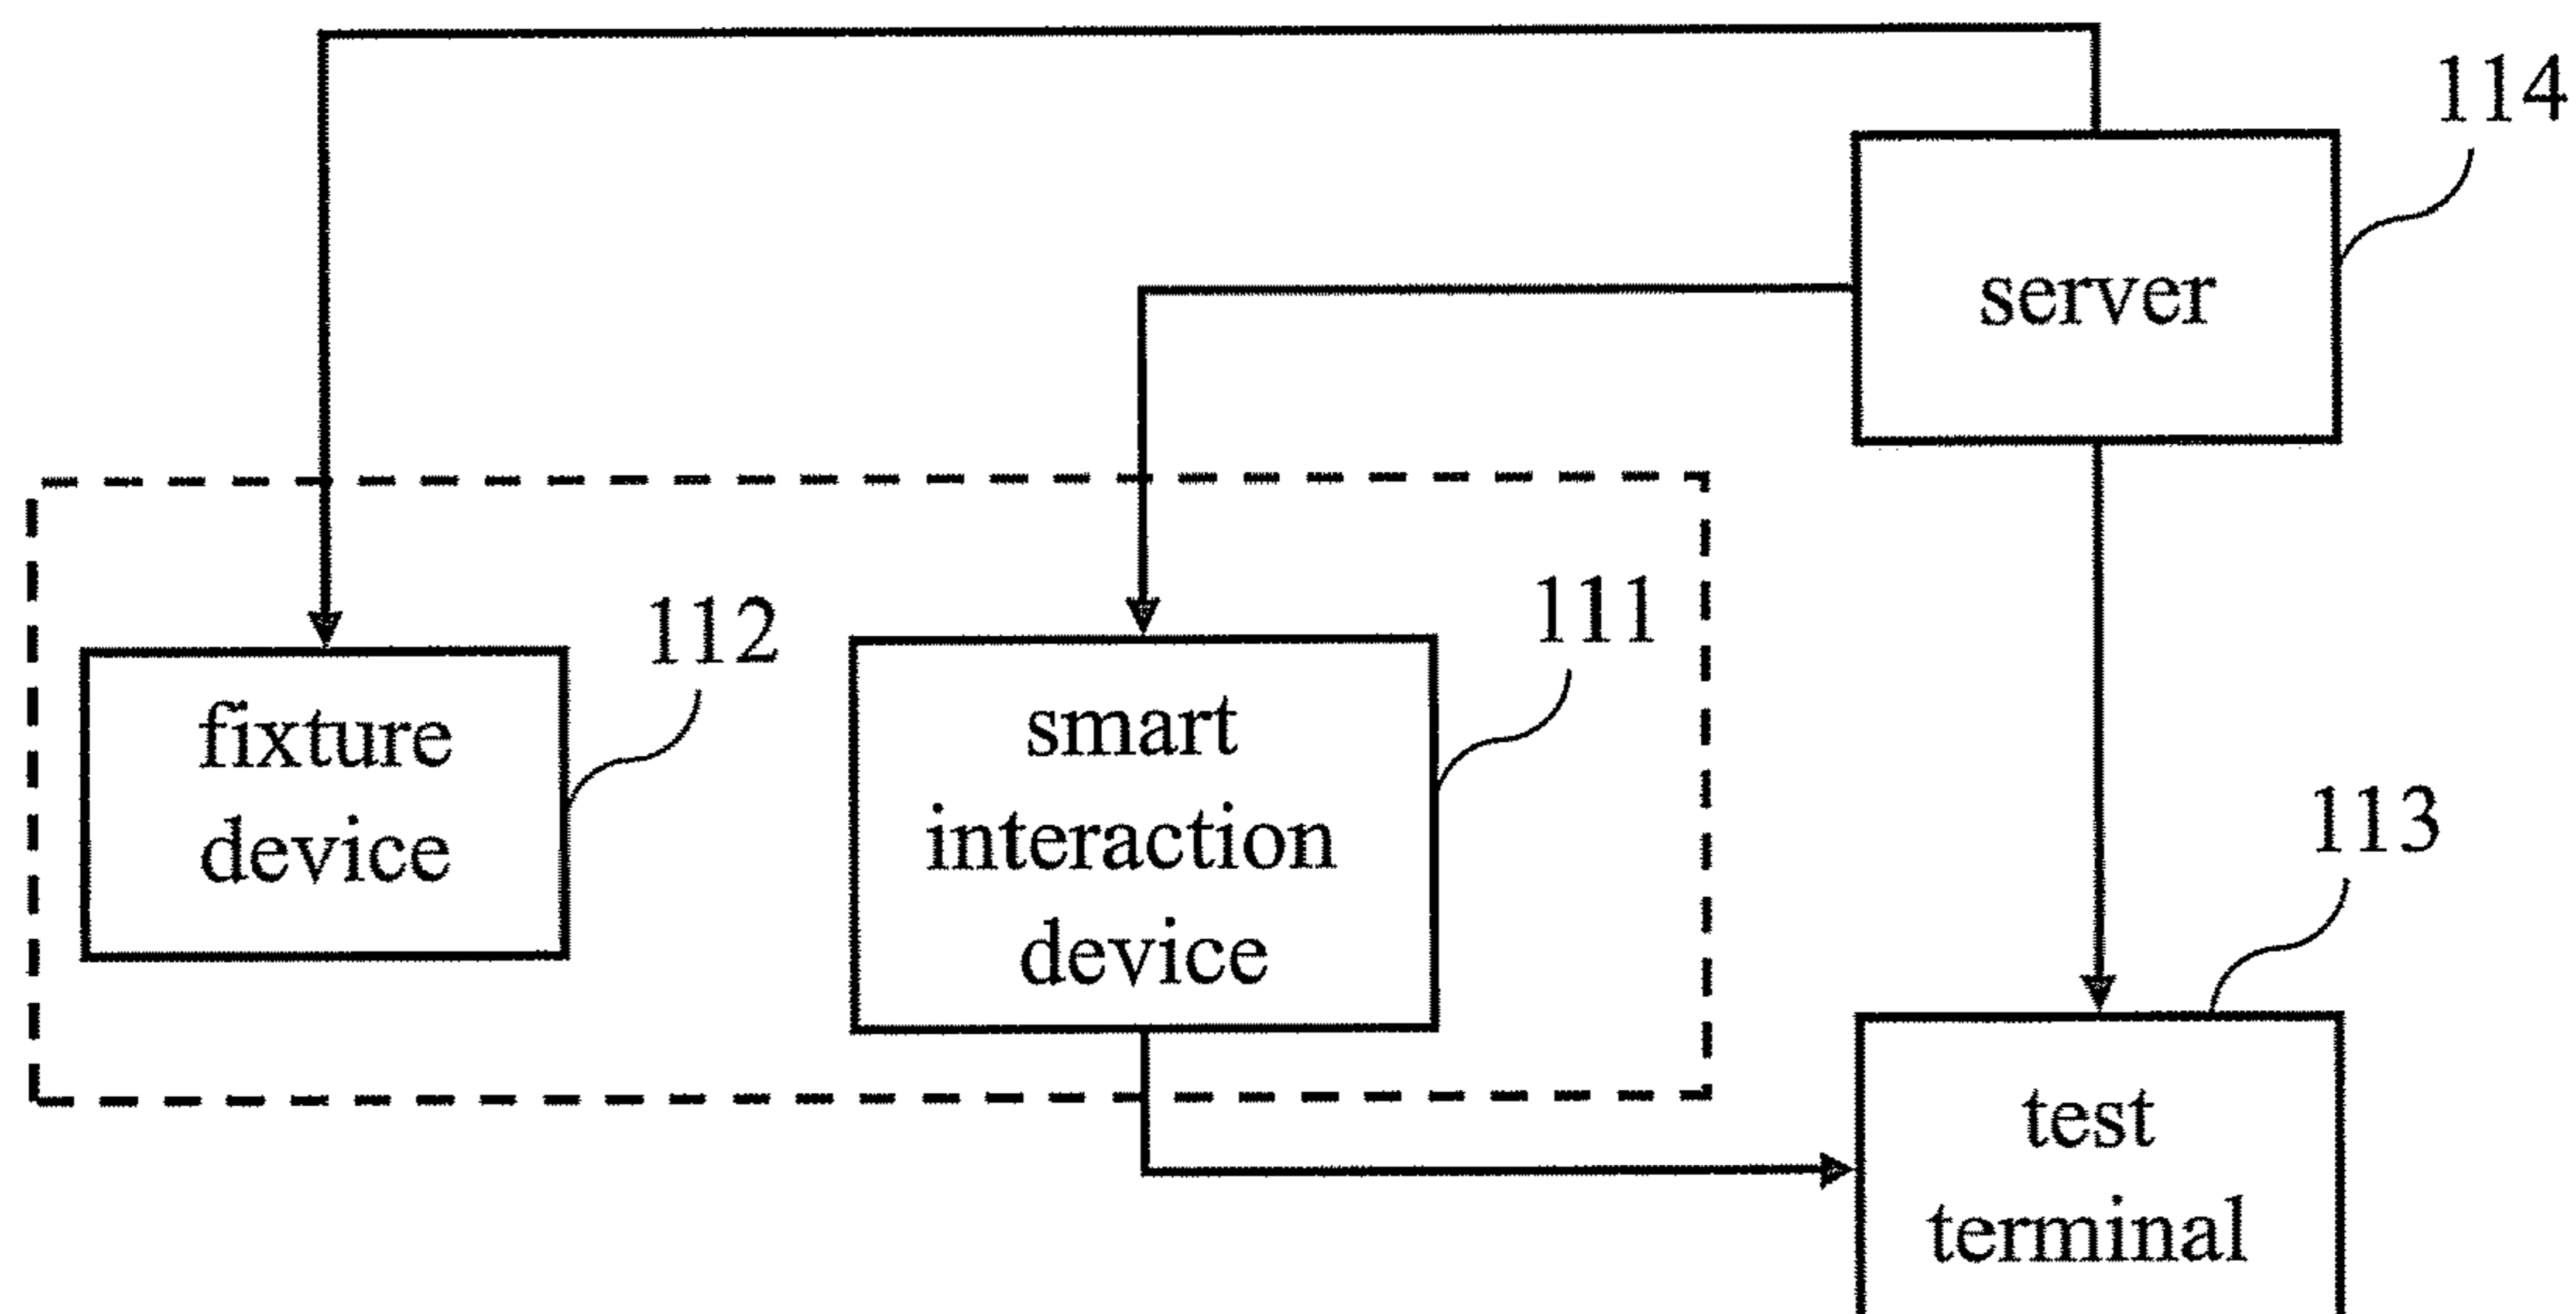 114
server
112
fixture
device
111
smart
interaction
device
113
test
terminal